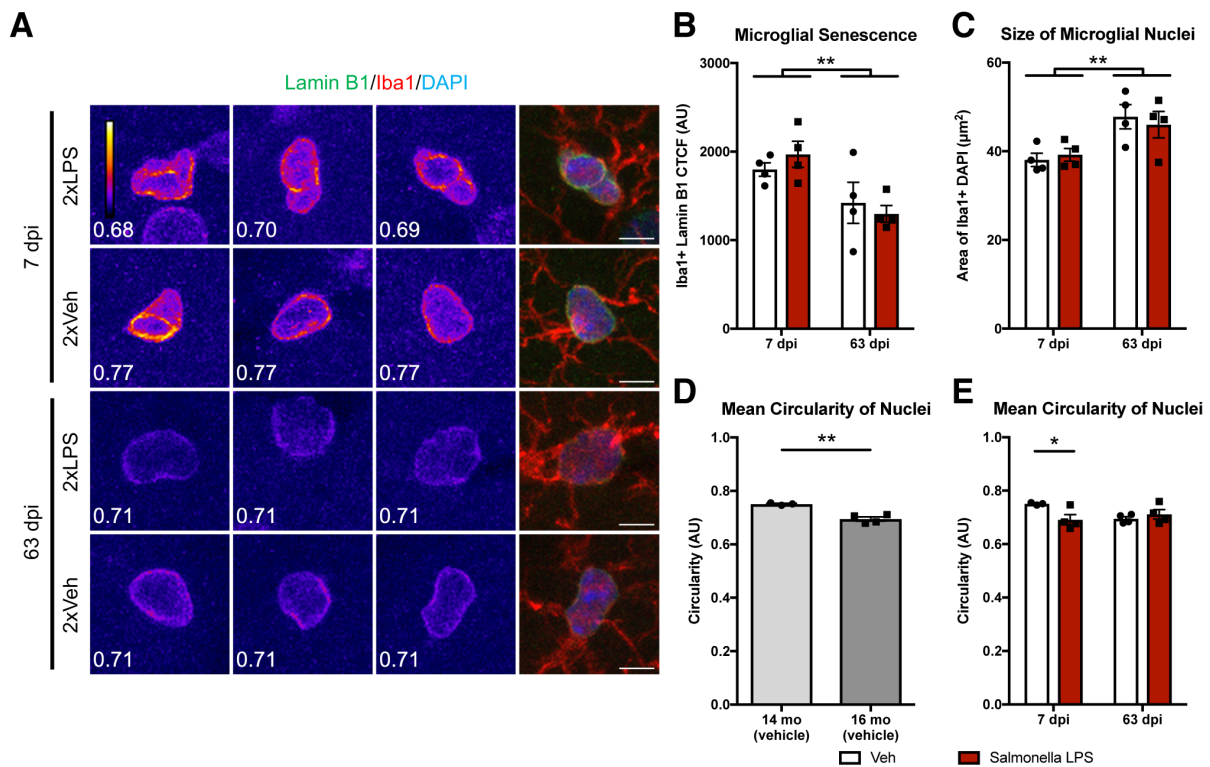 A
Lamin B1/Iba1/DAPI
7 dpi
2xLPS
0.68
0.70
0.69
2xVeh
0.77
0.77
0.77
63 dpi
2xLPS
0.71
0.71
0.71
2xVeh
0.71
0.71
0.71
B
Microglial Senescence
Iba1+ Lamin B1 CTCF (AU)
3000
2000
1000
0
**
7 dpi
63 dpi
C
Size of Microglial Nuclei
Area of Iba1+ DAPI (µm²)
60
40
20
0
**
7 dpi
63 dpi
D
Mean Circularity of Nuclei
Circularity (AU)
1.0
0.8
0.6
0.4
0.2
0.0
**
14 mo
(vehicle)
16 mo
(vehicle)
E
Mean Circularity of Nuclei
Circularity (AU)
1.0
0.8
0.6
0.4
0.2
0.0
*
7 dpi
63 dpi
Veh
Salmonella LPS